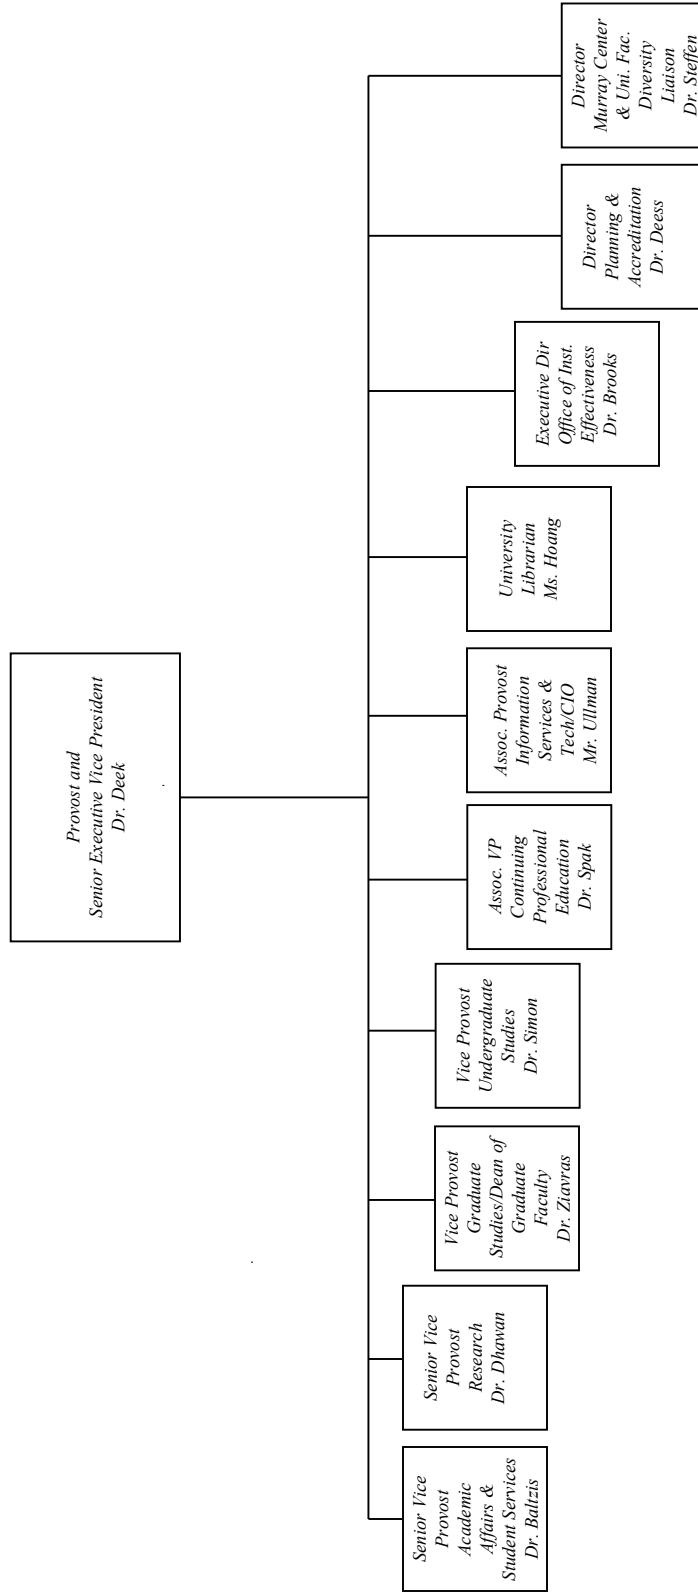 Provost and
Senior Executive Vice President
Dr. Deek
Senior Vice
Provost
Academic
Affairs &
Student Services
Dr. Baltzis
Senior Vice
Provost
Research
Dr. Dhawan
Vice Provost
Graduate
Studies/Dean of
Graduate
Faculty
Dr. Ziavras
Vice Provost
Undergraduate
Studies
Dr. Simon
Assoc. VP
Continuing
Professional
Education
Dr. Spak
Assoc. Provost
Information
Services &
Tech/CIO
Mr. Ullman
University
Librarian
Ms. Hoang
Executive Dir
Office of Inst.
Effectiveness
Dr. Brooks
Director
Planning &
Accreditation
Dr. Deess
Director
Murray Center
& Uni. Fac.
Diversity
Liaison
Dr. Steffen